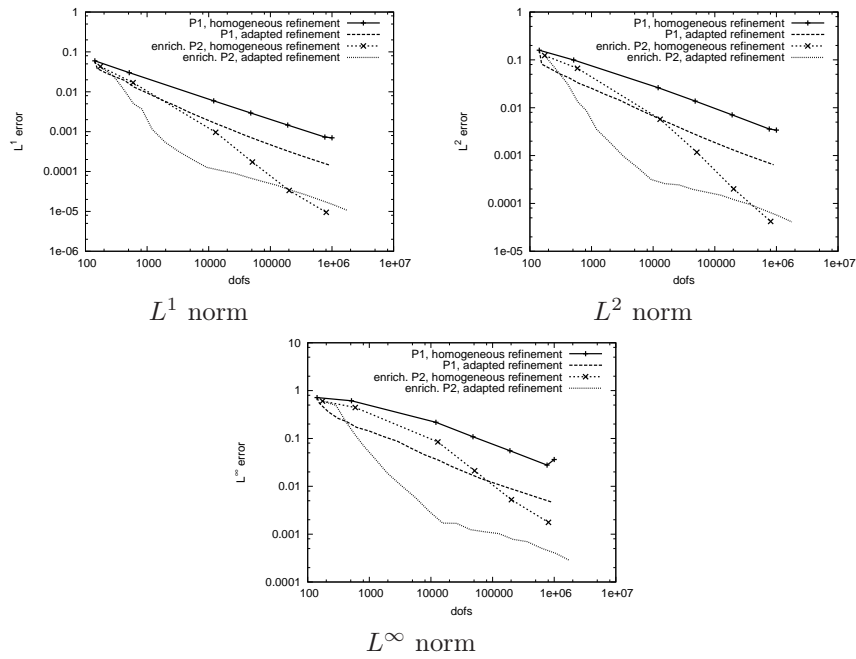 P1, homogeneous refinement
P1, adapted refinement
enrich. P2, homogeneous refinement
enrich. P2, adapted refinement
L¹ error
1
0.1
0.01
0.001
0.0001
1e-05
1e-06
100 1000 10000 100000 1e+06 1e+07
dofs
L¹ norm
P1, homogeneous refinement
P1, adapted refinement
enrich. P2, homogeneous refinement
enrich. P2, adapted refinement
L² error
1
0.1
0.01
0.001
0.0001
1e-05
100 1000 10000 100000 1e+06 1e+07
dofs
L² norm
P1, homogeneous refinement
P1, adapted refinement
enrich. P2, homogeneous refinement
enrich. P2, adapted refinement
L∞ error
10
1
0.1
0.01
0.001
0.0001
100 1000 10000 100000 1e+06 1e+07
dofs
L∞ norm